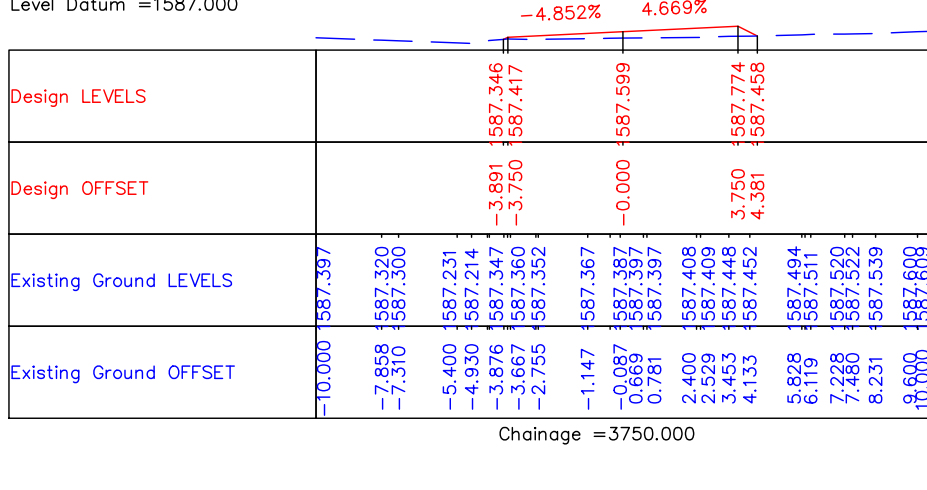 Level Datum =1587.000
-4.852% 4.669%
Design LEVELS 1587.346 1587.417 1587.599 1587.774 1587.458
Design OFFSET -3.891 -3.750 -0.000 3.750 4.381
Existing Ground LEVELS 1587.397 1587.320 1587.300 1587.231 1587.214 1587.347 1587.360 1587.352 1587.367 1587.387 1587.397 1587.397 1587.408 1587.409 1587.448 1587.452 1587.494 1587.511 1587.520 1587.522 1587.539 1587.600 1587.609
Existing Ground OFFSET -10.000 -7.858 -7.310 -5.400 -4.930 -3.876 -3.667 -2.755 -1.147 -0.087 0.669 0.781 2.400 2.529 3.453 4.133 5.828 6.119 7.228 7.480 8.231 9.600 10.000
Chainage =3750.000